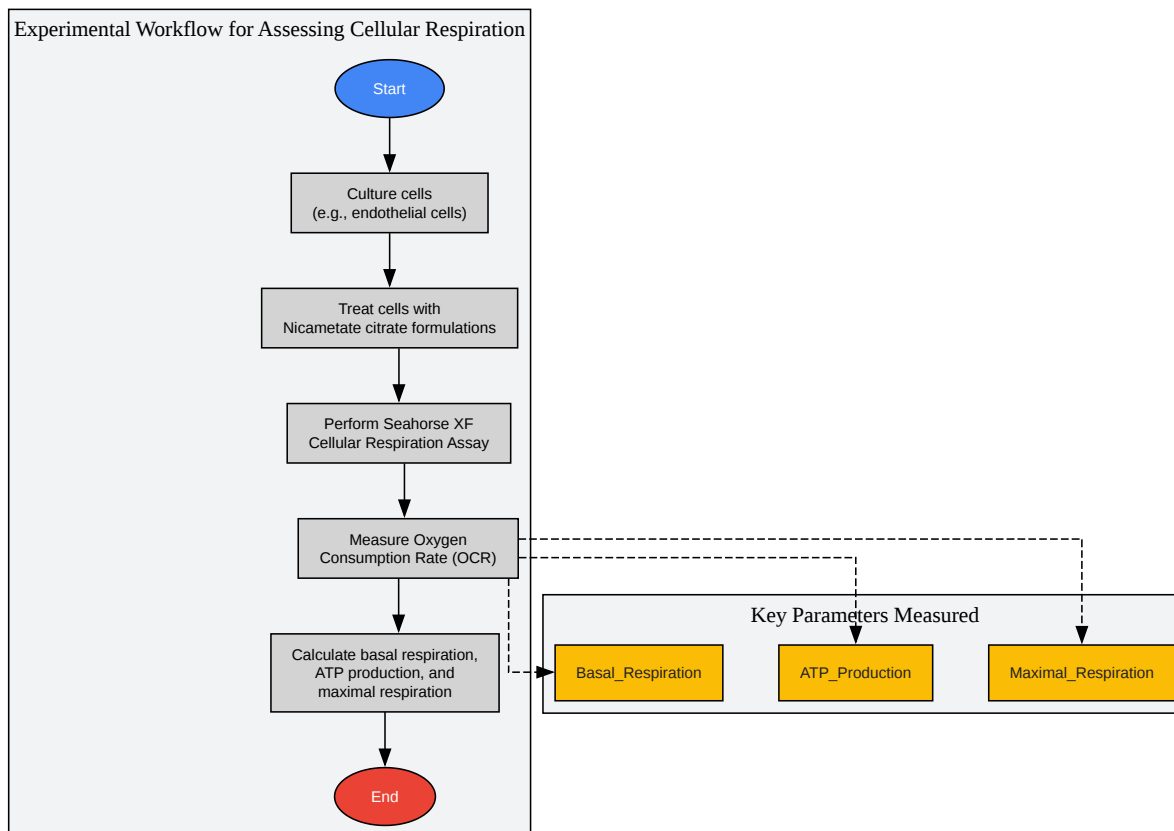 Experimental Workflow for Assessing Cellular Respiration
Start
Culture cells
(e.g., endothelial cells)
Treat cells with
Nicametate citrate formulations
Perform Seahorse XF
Cellular Respiration Assay
Measure Oxygen
Consumption Rate (OCR)
Calculate basal respiration,
ATP production, and
maximal respiration
End
Key Parameters Measured
Basal_Respiration
ATP_Production
Maximal_Respiration